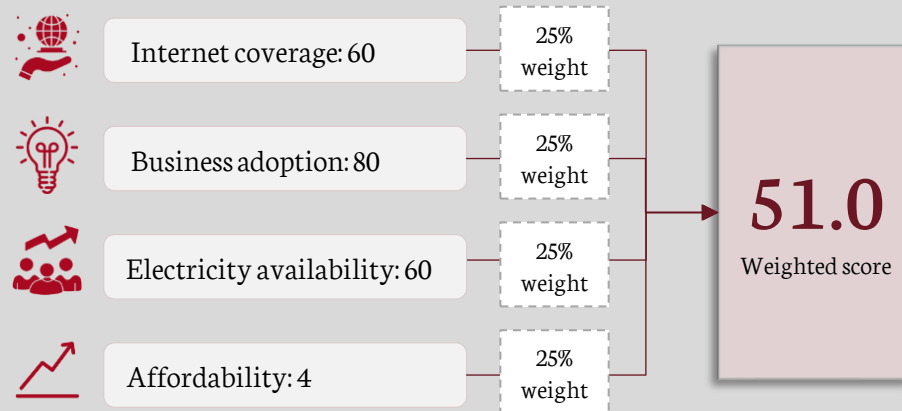 Internet coverage: 60
25%
weight
Business adoption: 80
25%
weight
Electricity availability: 60
25%
weight
Affordability: 4
25%
weight
51.0
Weighted score